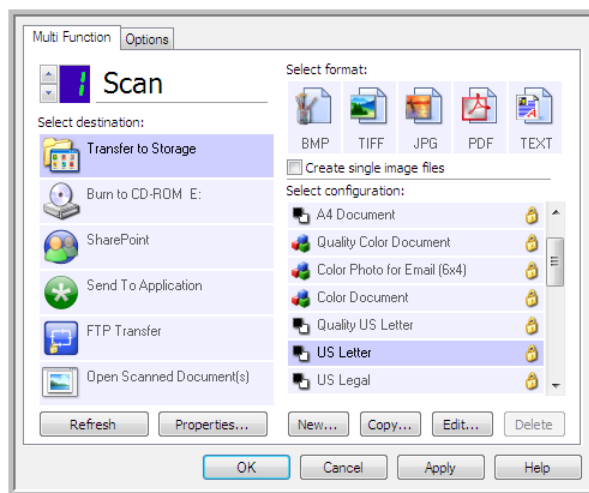 Multi Function
Options
1 Scan
Select destination:
Transfer to Storage
Burn to CD-ROM E:
SharePoint
Send To Application
FTP Transfer
Open Scanned Document(s)
Refresh
Properties...
Select format:
BMP TIFF JPG PDF TEXT
Create single image files
Select configuration:
A4 Document
Quality Color Document
Color Photo for Email (6x4)
Color Document
Quality US Letter
US Letter
US Legal
New... Copy... Edit... Delete
OK Cancel Apply Help